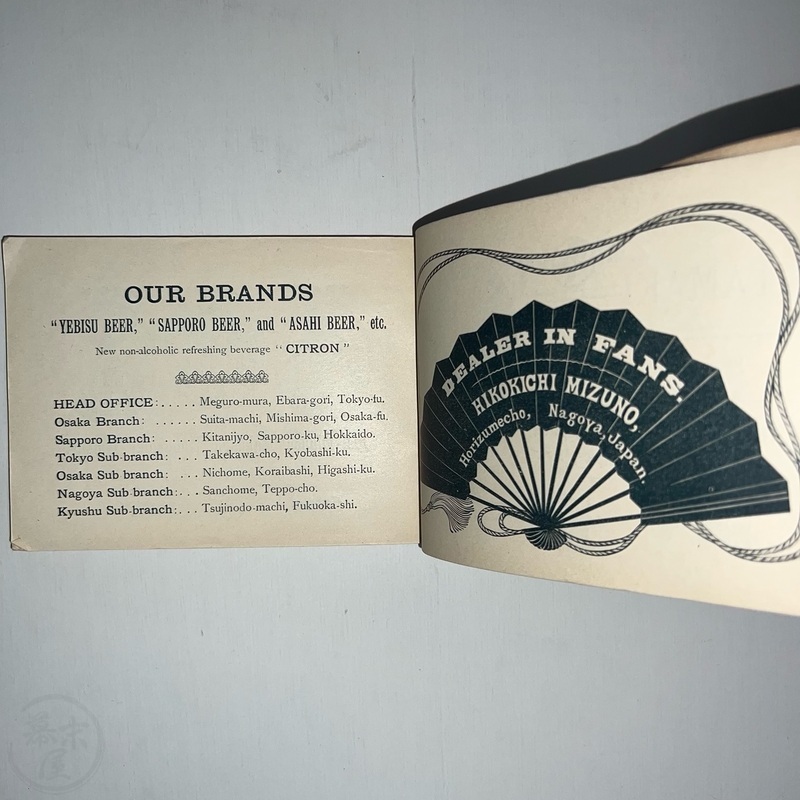 OUR BRANDS
"YEBISU BEER," "SAPPORO BEER," and "ASAHI BEER," etc.
New non-alcoholic refreshing beverage "CITRON"
HEAD OFFICE:..... Meguro-mura, Ebara-gori, Tokyo-fu.
Osaka Branch: ...... Suita-machi, Mishima-gori, Osaka-fu.
Sapporo Branch: .... Kitanijyo, Sapporo-ku, Hokkaido.
Tokyo Sub-branch: ... Takekawa-cho, Kyobashi-ku.
Osaka Sub branch: ... Nichome, Koraibashi, Higashi-ku.
Nagoya Sub-branch:... Sanchome, Teppo-cho.
Kyushu Sub-branch:... Tsujinodo-machi, Fukuoka-shi.
DEALER IN FANS.
HIKOKICHI MIZUNO,
Horizumecho, Nagoya, Japan.
幕末屋